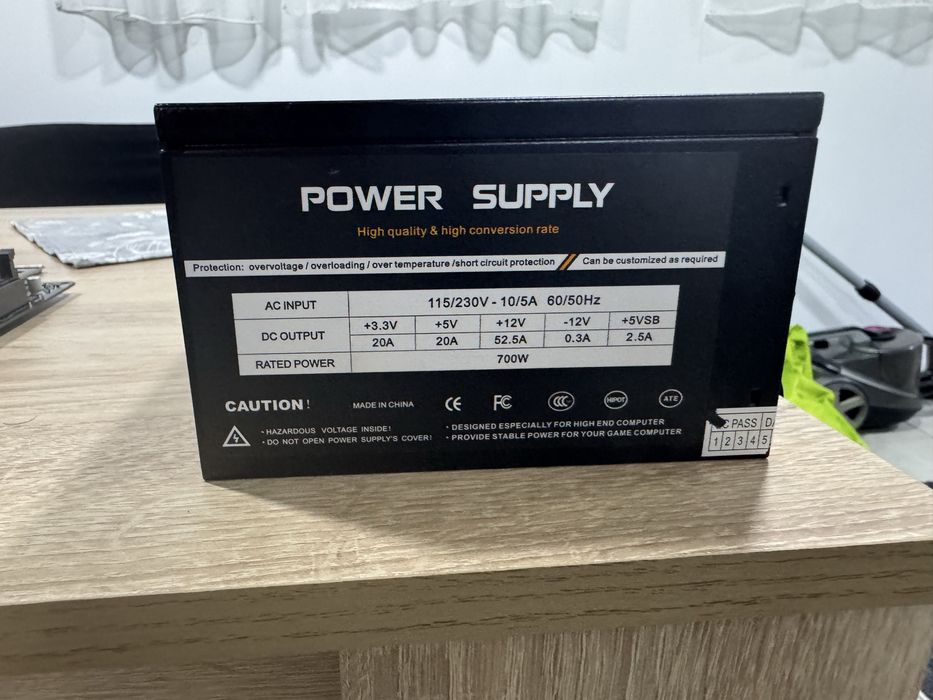 POWER SUPPLY
High quality & high conversion rate
Protection: overvoltage / overloading / over temperature /short circuit protection // Can be customized as required
AC INPUT 115/230V - 10/5A 60/50Hz
DC OUTPUT +3.3V +5V +12V -12V +5VSB
20A 20A 52.5A 0.3A 2.5A
RATED POWER 700W
CAUTION! MADE IN CHINA CE FC CCC HIPOT ATE
• HAZARDOUS VOLTAGE INSIDE!
• DO NOT OPEN POWER SUPPLY'S COVER!
• DESIGNED ESPECIALLY FOR HIGH END COMPUTER
• PROVIDE STABLE POWER FOR YOUR GAME COMPUTER
PASS
1 2 3 4 5